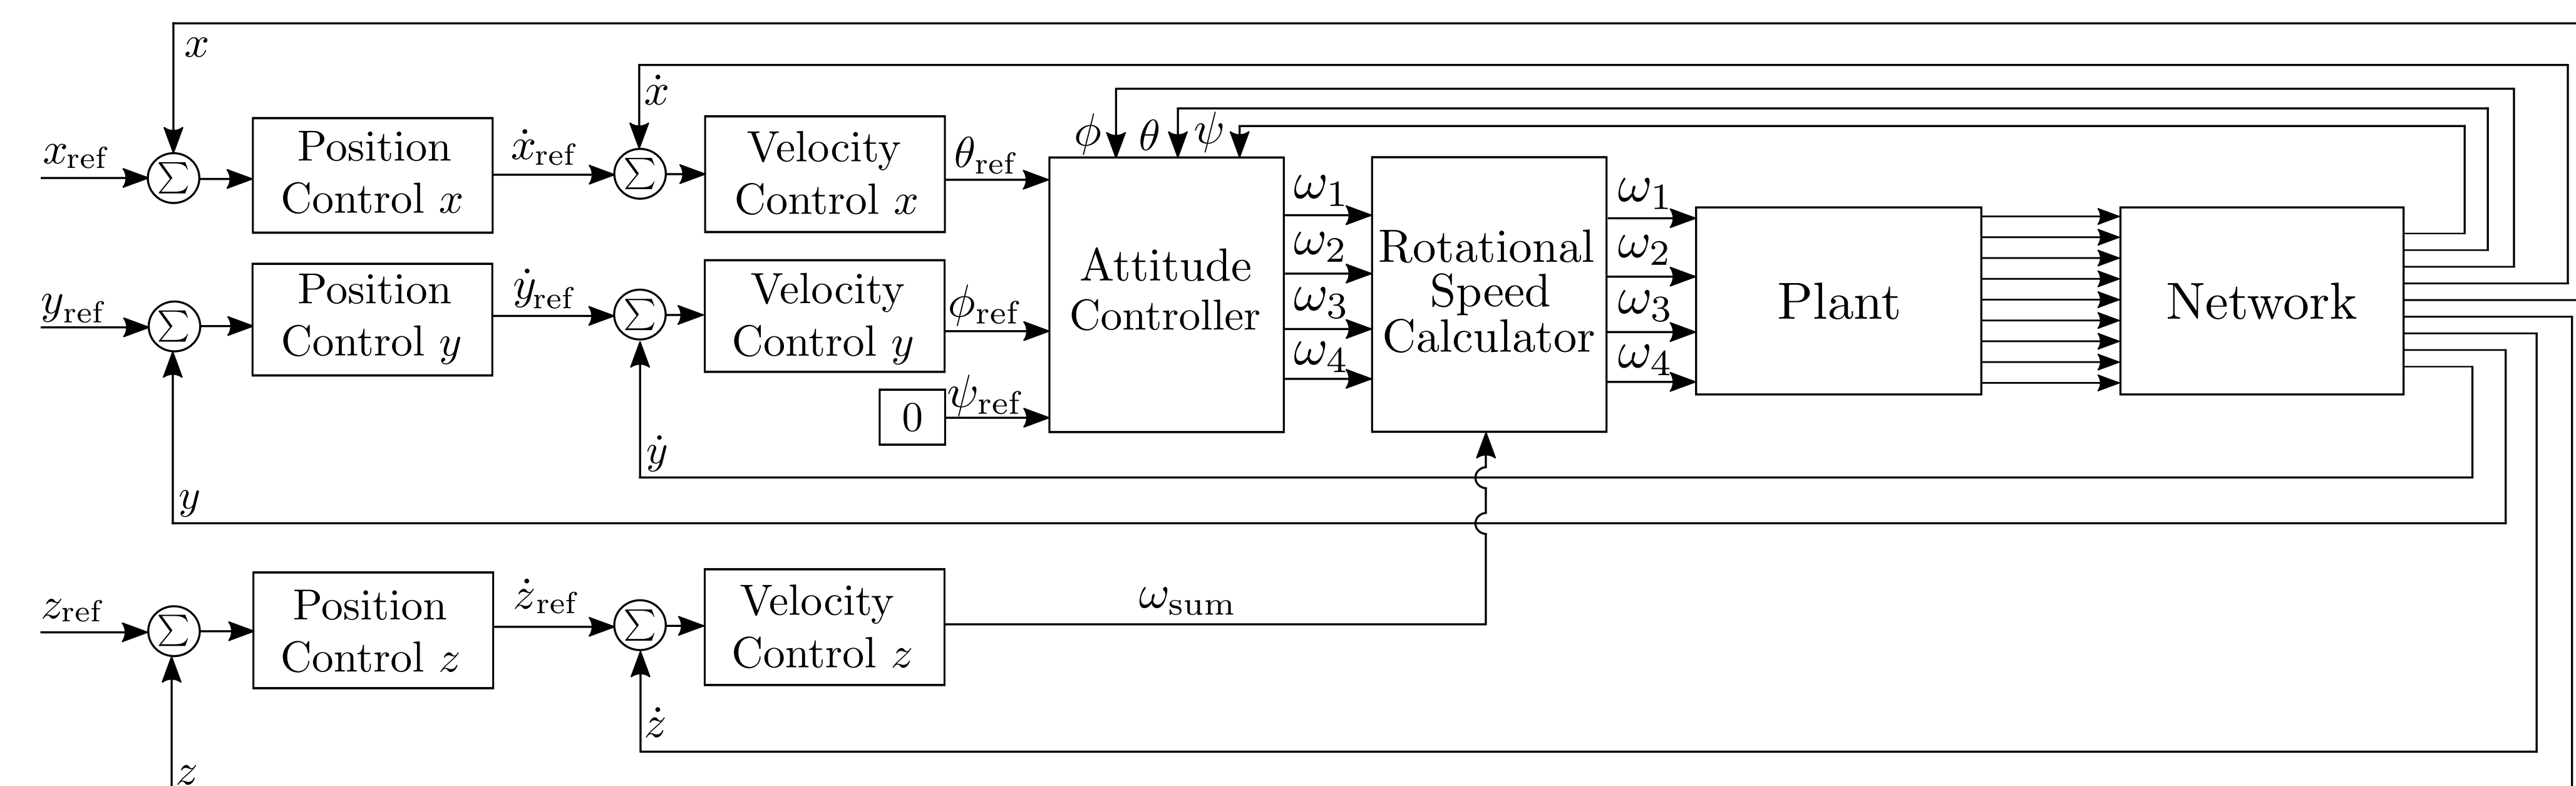 x
ẋ
ϕ θ ψ
x_ref
Σ
Position
Control x
ẋ_ref
Σ
Velocity
Control x
θ_ref
y_ref
Σ
Position
Control y
ẏ_ref
Σ
Velocity
Control y
ϕ_ref
0
ψ_ref
Attitude
Controller
ω1
ω2
ω3
ω4
Rotational
Speed
Calculator
ω1
ω2
ω3
ω4
Plant
Network
ẏ
y
z_ref
Σ
Position
Control z
ż_ref
Σ
Velocity
Control z
ω_sum
ż
z